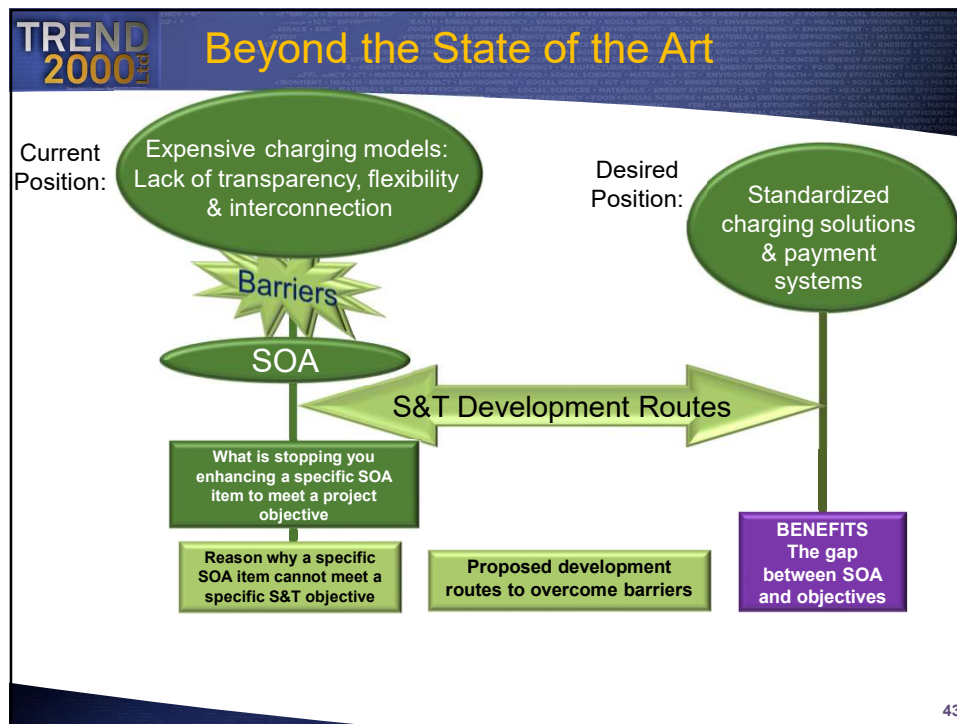 TREND
2000 Ltd
Beyond the State of the Art
Current
Position:
Expensive charging models:
Lack of transparency, flexibility
& interconnection
Desired
Position:
Standardized
charging solutions
& payment
systems
Barriers
SOA
S&T Development Routes
What is stopping you
enhancing a specific SOA
item to meet a project
objective
Reason why a specific
SOA item cannot meet a
specific S&T objective
Proposed development
routes to overcome barriers
BENEFITS
The gap
between SOA
and objectives
43